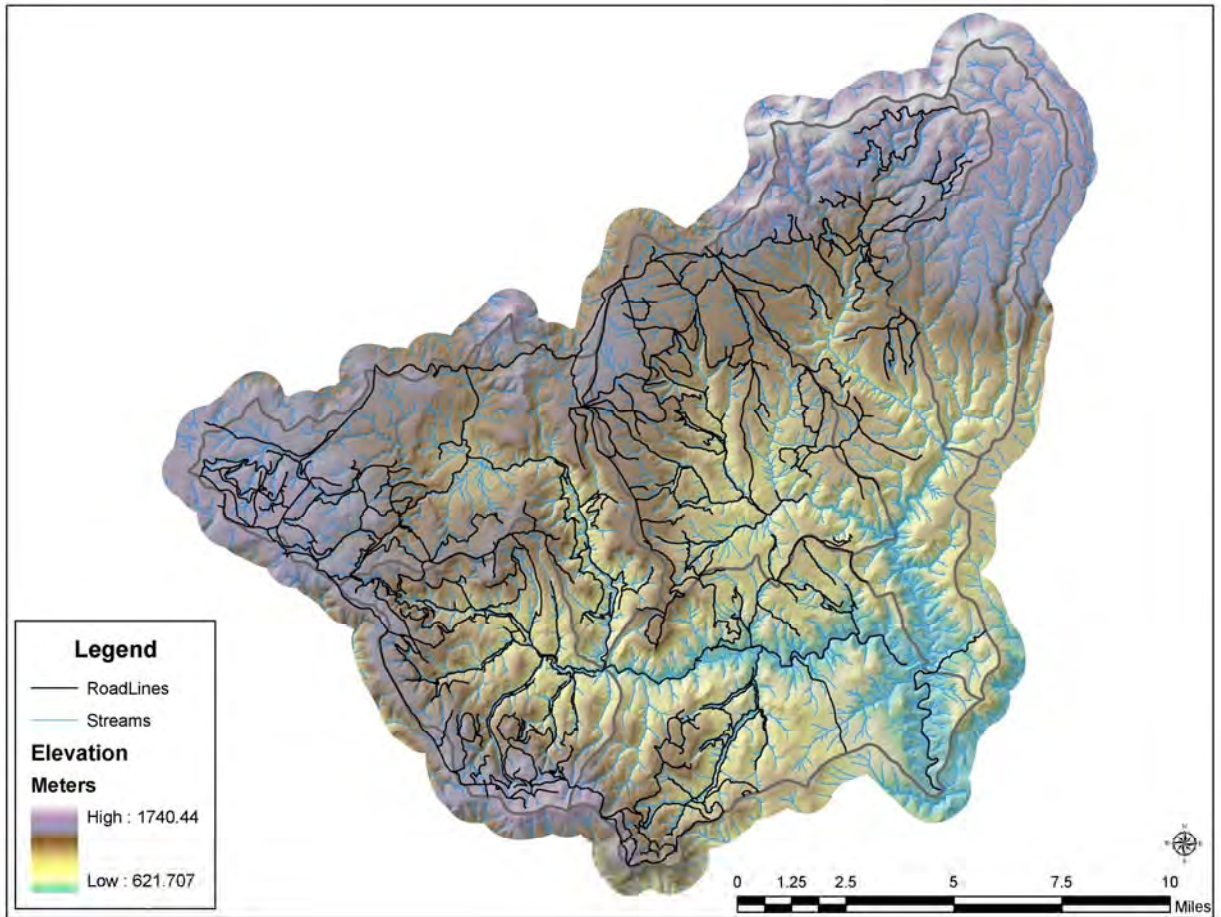 Legend
RoadLines
Streams
Elevation
Meters
High : 1740.44
Low : 621.707
N
0 1.25 2.5 5 7.5 10
Miles